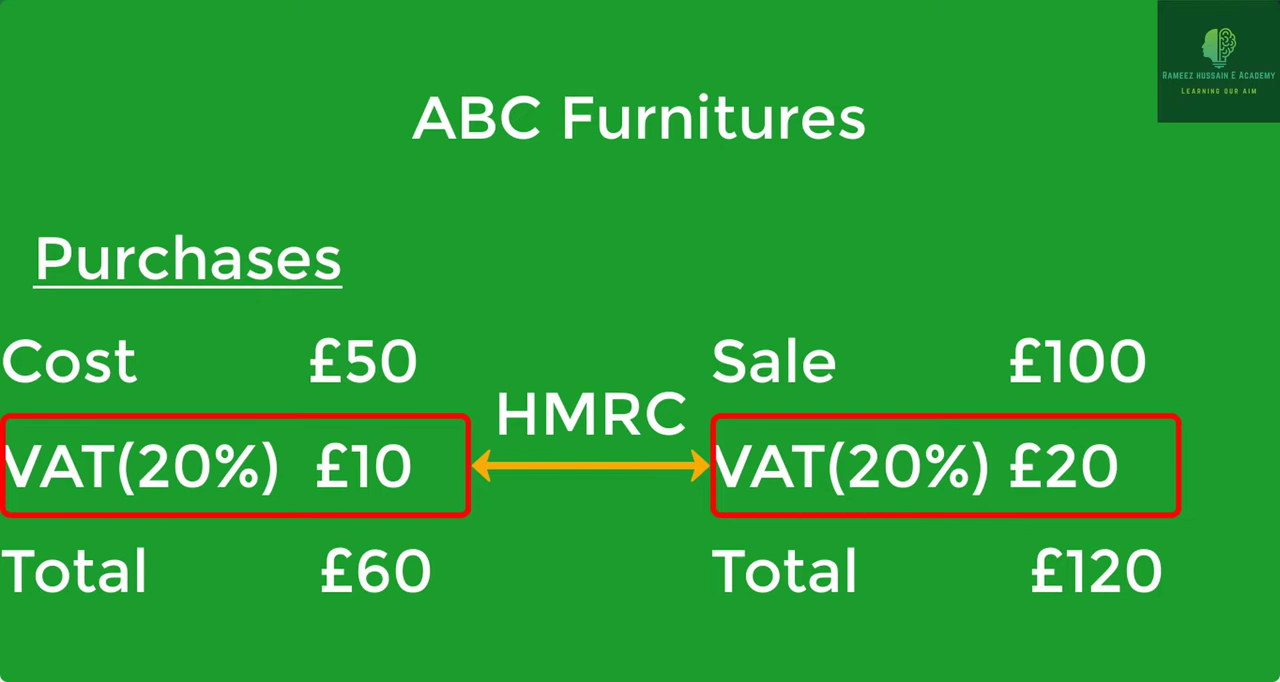 RAMEEZ HUSSAIN E ACADEMY
LEARNING OUR AIM
ABC Furnitures
Purchases
Cost £50
Sale £100
HMRC
VAT(20%) £10
VAT(20%) £20
Total £60
Total £120